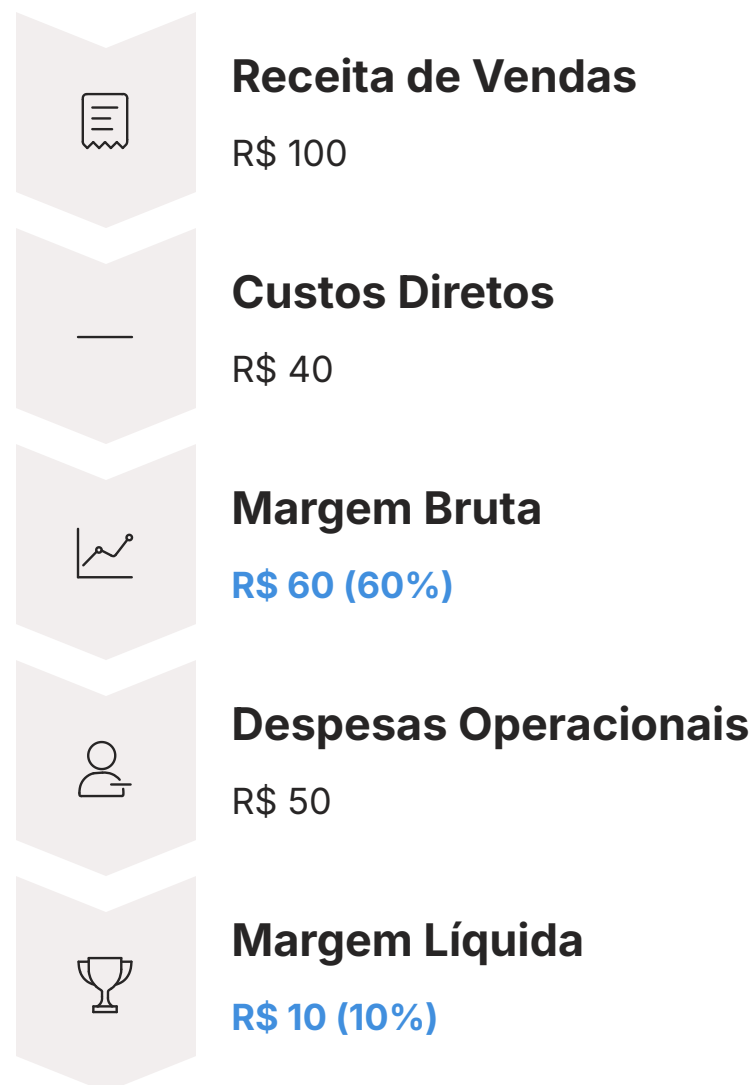 Receita de Vendas
R$ 100
Custos Diretos
R$ 40
Margem Bruta
R$ 60 (60%)
Despesas Operacionais
R$ 50
Margem Líquida
R$ 10 (10%)